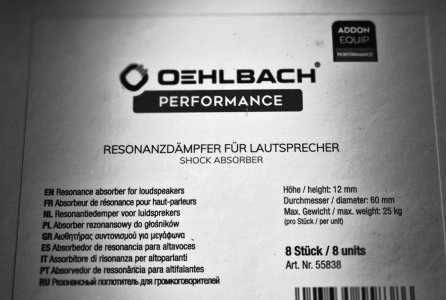 ADDON
EQUIP
PERFORMANCE
OEHLBACH®
PERFORMANCE
RESONANZDÄMPFER FÜR LAUTSPRECHER
SHOCK ABSORBER
EN Resonance absorber for loudspeakers
FR Absorbeur de résonance pour haut-parleurs
NL Resonantiedemper voor luidsprekers
PL Absorber rezonansowy do głośników
GR Αισθητήρας συντονισμού για μεγάφωνα
ES Absorbedor de resonancia para altavoces
IT Assorbitore di risonanza per altoparlanti
PT Absorvedor de ressonância para altifalantes
RU Резонансный поглотитель для громкоговорителей
Höhe / height: 12 mm
Durchmesser / diameter: 60 mm
Max. Gewicht / max. weight: 25 kg
(pro Stück / per unit)
8 Stück / 8 units
Art. Nr. 55838